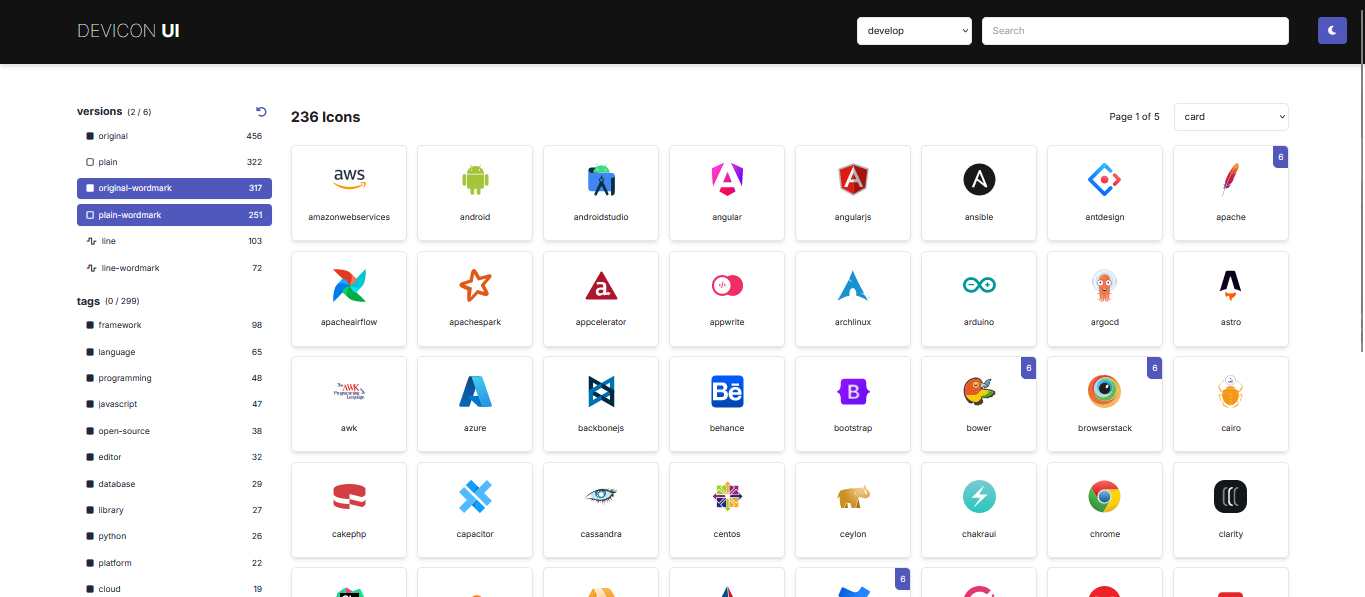 DEVICON UI
develop
Search
versions (2 / 6)
original 456
plain 322
original-wordmark 317
plain-wordmark 251
line 103
line-wordmark 72
tags (0 / 299)
framework 98
language 65
programming 48
javascript 47
open-source 38
editor 32
database 29
library 27
python 26
platform 22
cloud 19
236 Icons
Page 1 of 5
card
aws
A
A
6
amazonwebservices android androidstudio angular angularjs ansible antdesign apache
a
apacheairflow apachespark appcelerator appwrite archlinux arduino argocd astro
The AWK Programming Language
Bē
B
6
6
awk azure backbonejs behance bootstrap bower browserstack cairo
cakephp capacitor cassandra centos ceylon chakraui chrome clarity
6